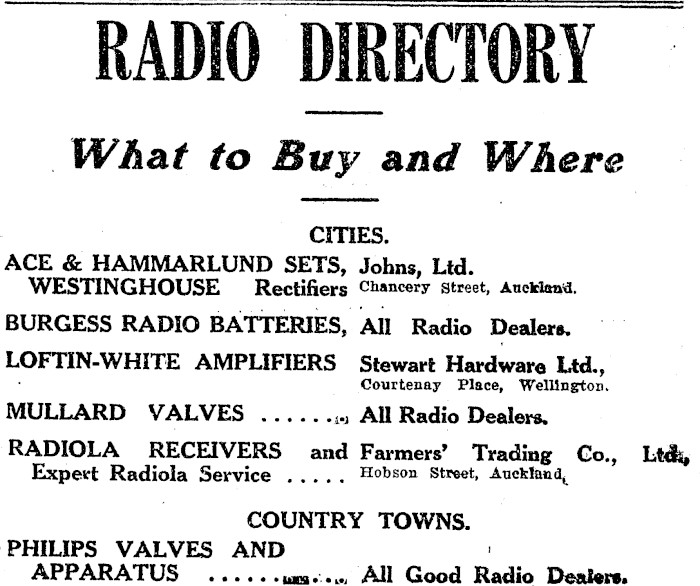 RADIO DIRECTORY
What to Buy and Where
CITIES.
ACE & HAMMARLUND SETS, Johns, Ltd.
WESTINGHOUSE Rectifiers Chancery Street, Auckland.
BURGESS RADIO BATTERIES, All Radio Dealers.
LOFTIN-WHITE AMPLIFIERS Stewart Hardware Ltd.,
Courtenay Place, Wellington.
MULLARD VALVES ...... All Radio Dealers.
RADIOLA RECEIVERS and Farmers' Trading Co., Ltd.,
Expert Radiola Service ..... Hobson Street, Auckland.
COUNTRY TOWNS.
PHILIPS VALVES AND
APPARATUS ...... All Good Radio Dealers.